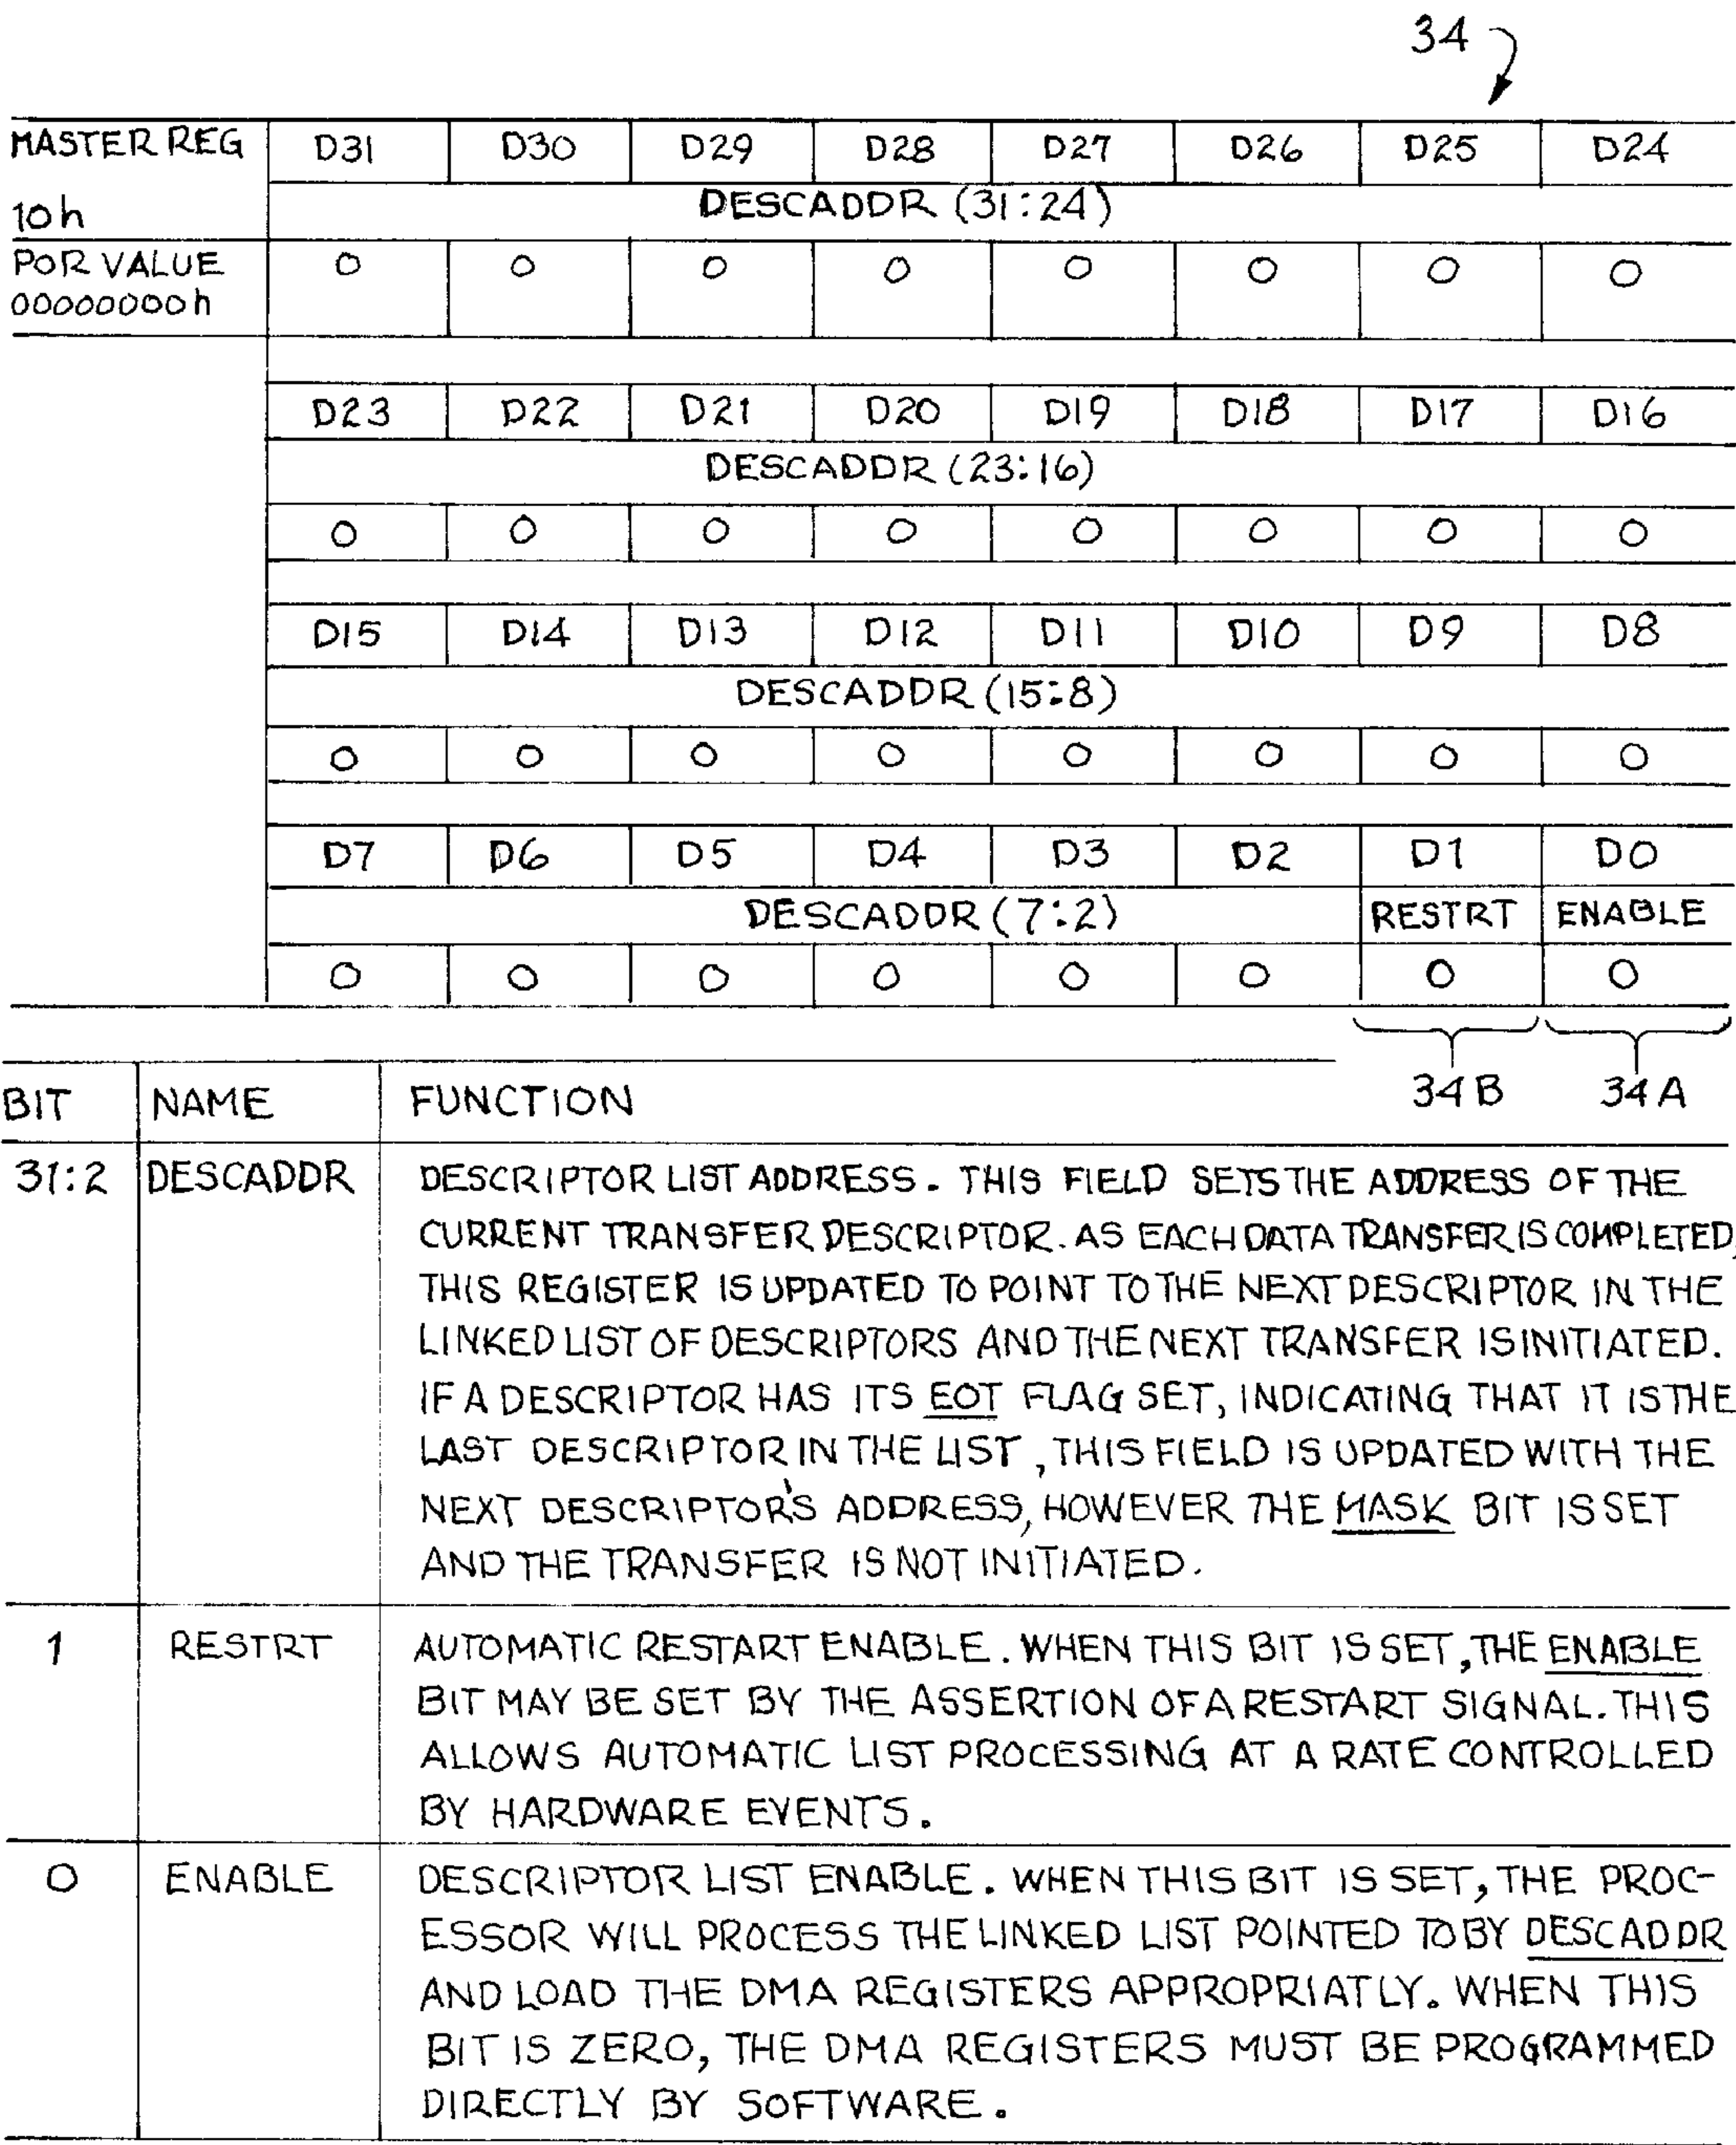 34
MASTER REG D31 D30 D29 D28 D27 D26 D25 D24
10h DESCADDR (31:24)
POR VALUE 0 0 0 0 0 0 0 0
00000000h
D23 D22 D21 D20 D19 D18 D17 D16
DESCADDR (23:16)
0 0 0 0 0 0 0 0
D15 D14 D13 D12 D11 D10 D9 D8
DESCADDR (15:8)
0 0 0 0 0 0 0 0
D7 D6 D5 D4 D3 D2 D1 D0
DESCADDR (7:2) RESTRT ENABLE
0 0 0 0 0 0 0 0
34B 34A
BIT NAME FUNCTION
31:2 DESCADDR DESCRIPTOR LIST ADDRESS. THIS FIELD SETS THE ADDRESS OF THE
CURRENT TRANSFER DESCRIPTOR. AS EACH DATA TRANSFER IS COMPLETED,
THIS REGISTER IS UPDATED TO POINT TO THE NEXT DESCRIPTOR IN THE
LINKED LIST OF DESCRIPTORS AND THE NEXT TRANSFER IS INITIATED.
IF A DESCRIPTOR HAS ITS EOT FLAG SET, INDICATING THAT IT IS THE
LAST DESCRIPTOR IN THE LIST, THIS FIELD IS UPDATED WITH THE
NEXT DESCRIPTOR'S ADDRESS, HOWEVER THE MASK BIT IS SET
AND THE TRANSFER IS NOT INITIATED.
1 RESTRT AUTOMATIC RESTART ENABLE. WHEN THIS BIT IS SET, THE ENABLE
BIT MAY BE SET BY THE ASSERTION OF A RESTART SIGNAL. THIS
ALLOWS AUTOMATIC LIST PROCESSING AT A RATE CONTROLLED
BY HARDWARE EVENTS.
0 ENABLE DESCRIPTOR LIST ENABLE. WHEN THIS BIT IS SET, THE PROC-
ESSOR WILL PROCESS THE LINKED LIST POINTED TO BY DESCADDR
AND LOAD THE DMA REGISTERS APPROPRIATLY. WHEN THIS
BIT IS ZERO, THE DMA REGISTERS MUST BE PROGRAMMED
DIRECTLY BY SOFTWARE.